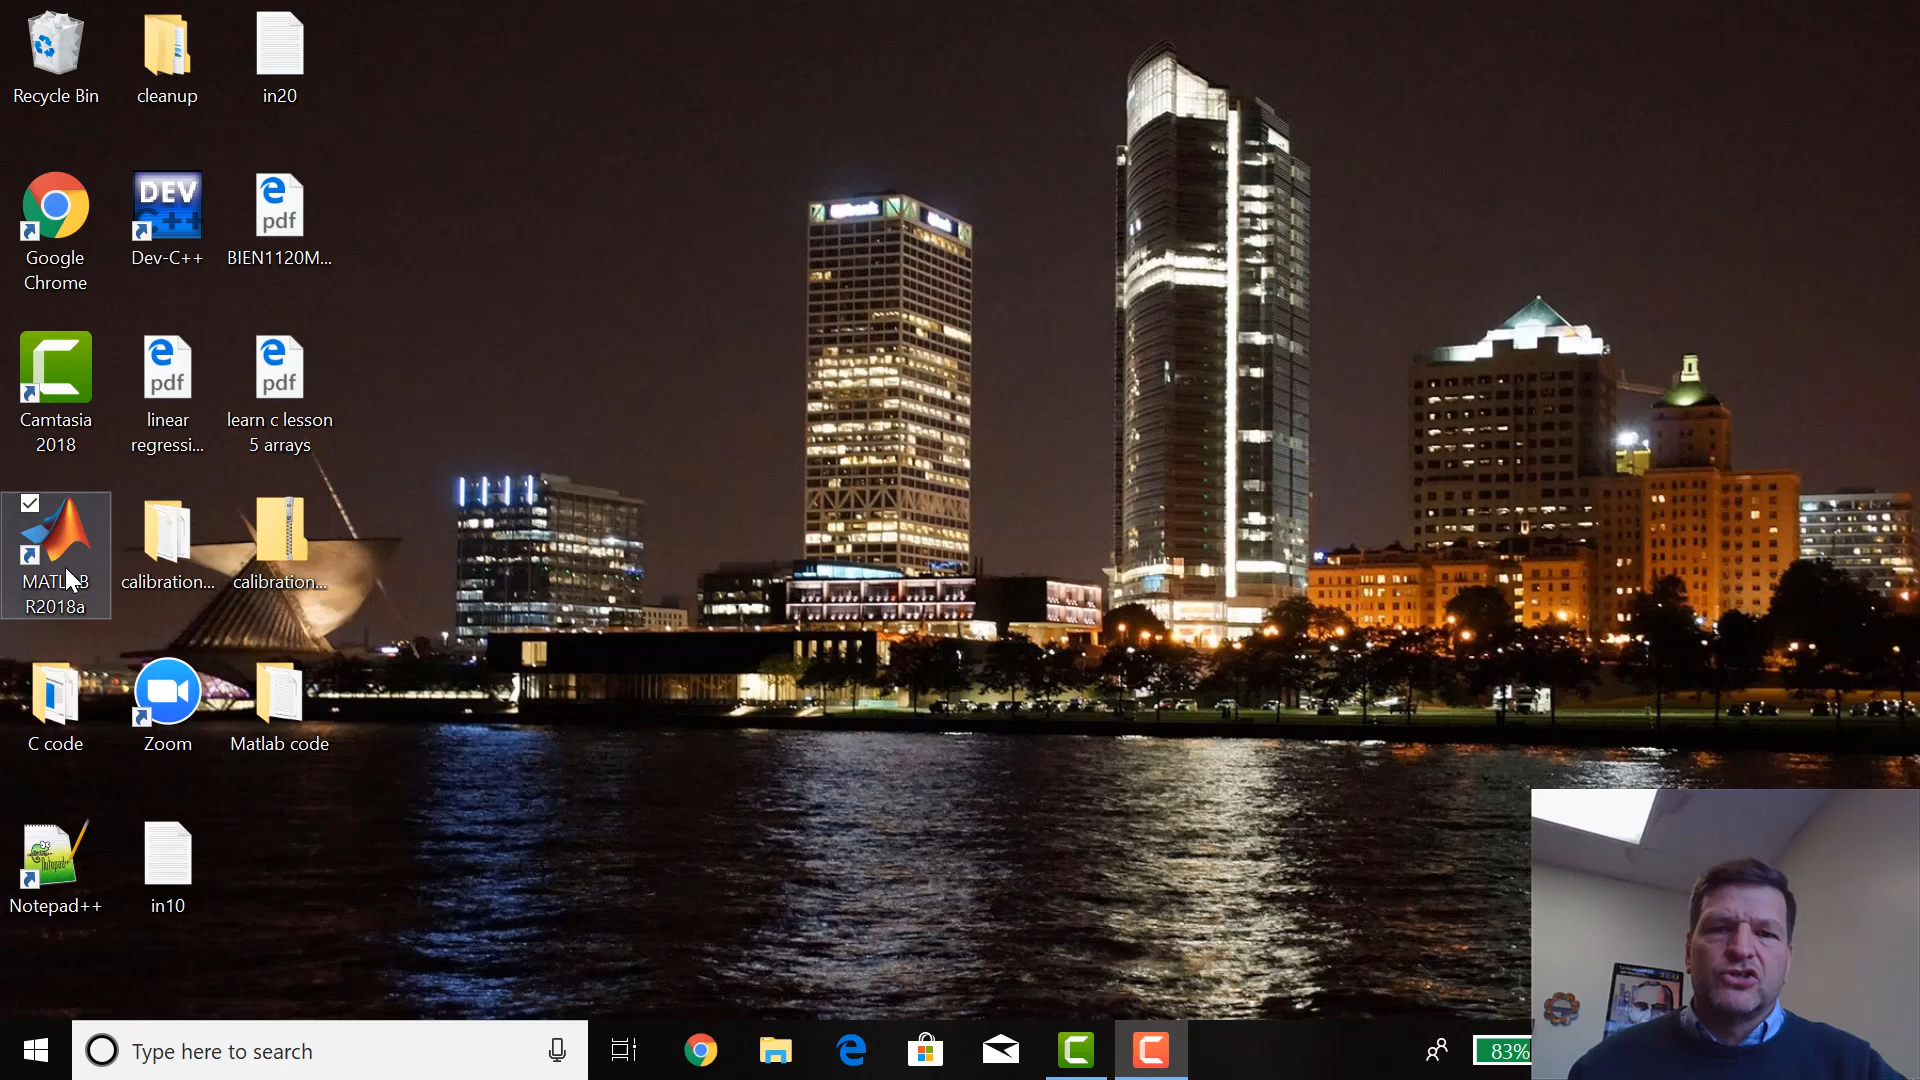 Recycle Bin
cleanup
in20
Google
Chrome
DEV
C++
Dev-C++
pdf
BIEN1120M...
Camtasia
2018
pdf
linear
regressi...
pdf
learn c lesson
5 arrays
R2018a
calibration...
calibration...
C code
Zoom
Matlab code
Notepad++
in10
Type here to search
83%